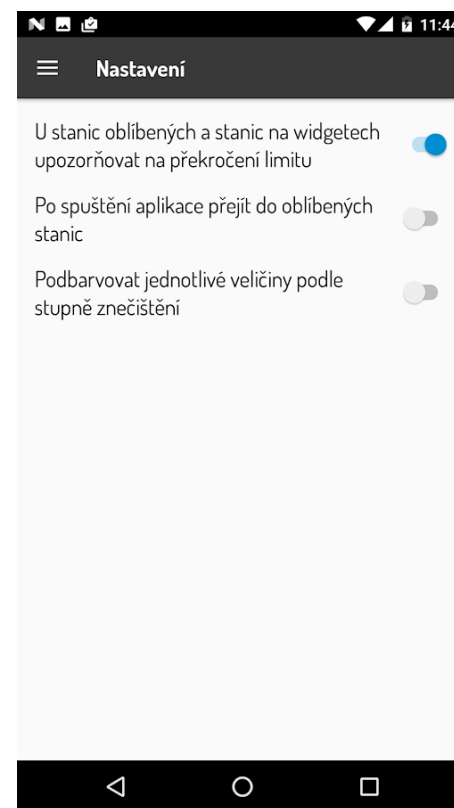 11:44
Nastavení
U stanic oblíbených a stanic na widgetech
upozorňovat na překročení limitu
Po spuštění aplikace přejít do oblíbených
stanic
Podbarvovat jednotlivé veličiny podle
stupně znečištění